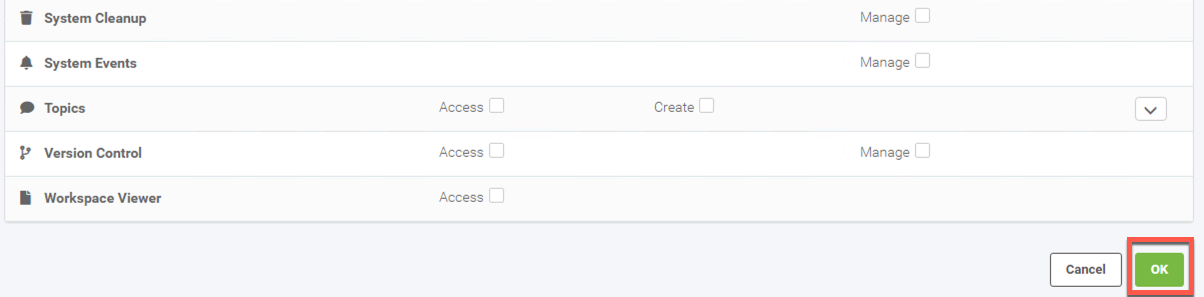 System Cleanup Manage
System Events Manage
Topics Access Create
Version Control Access Manage
Workspace Viewer Access
Cancel OK